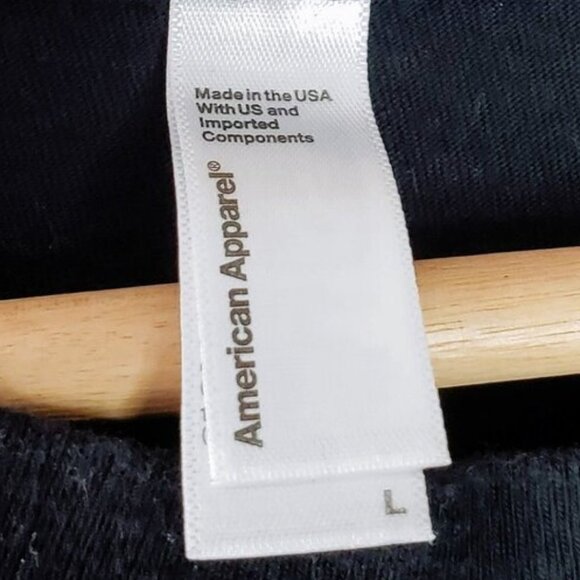 Made in the USA
With US and
Imported
Components
American Apparel®
L